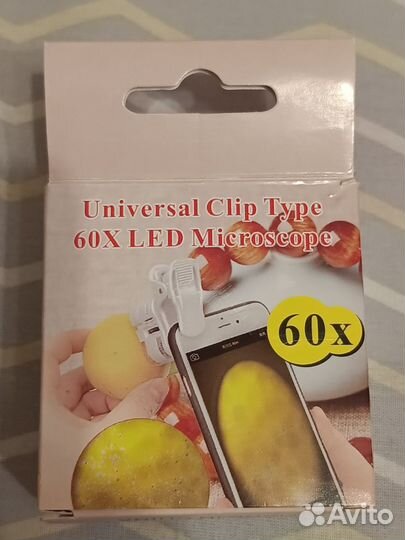 Universal Clip Type
60X LED Microscope
60x
Avito